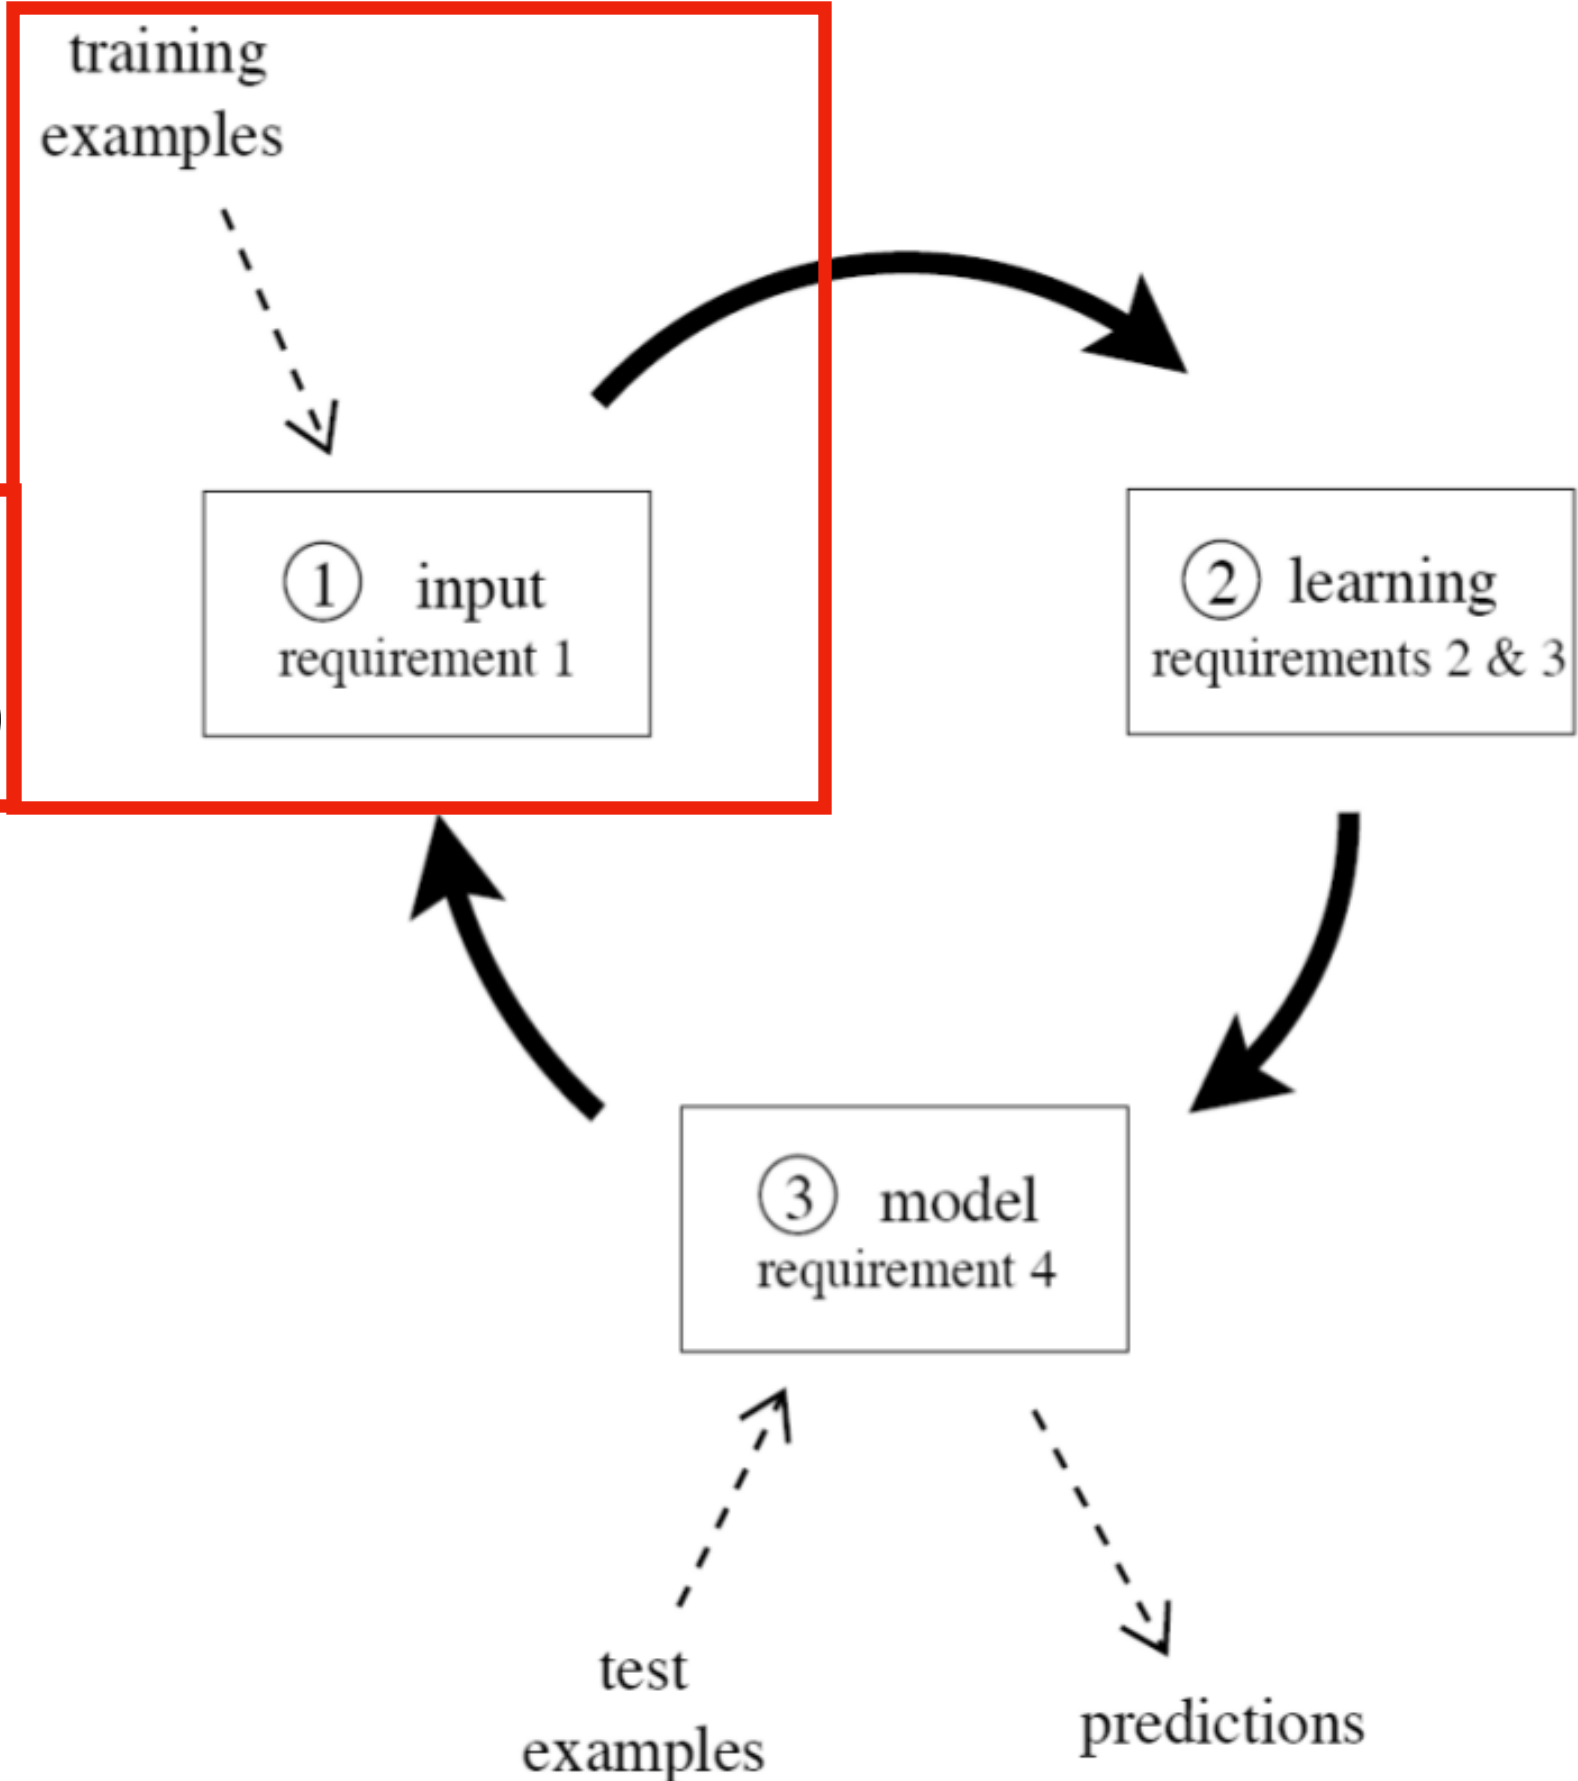 training
examples
① input
requirement 1
② learning
requirements 2 & 3
)
③ model
requirement 4
test
examples
predictions